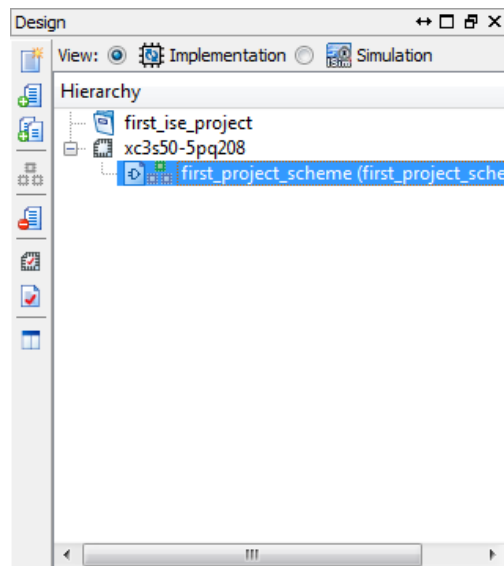 Design
View: Implementation Simulation
Hierarchy
first_ise_project
xc3s50-5pq208
first_project_scheme (first_project_sche